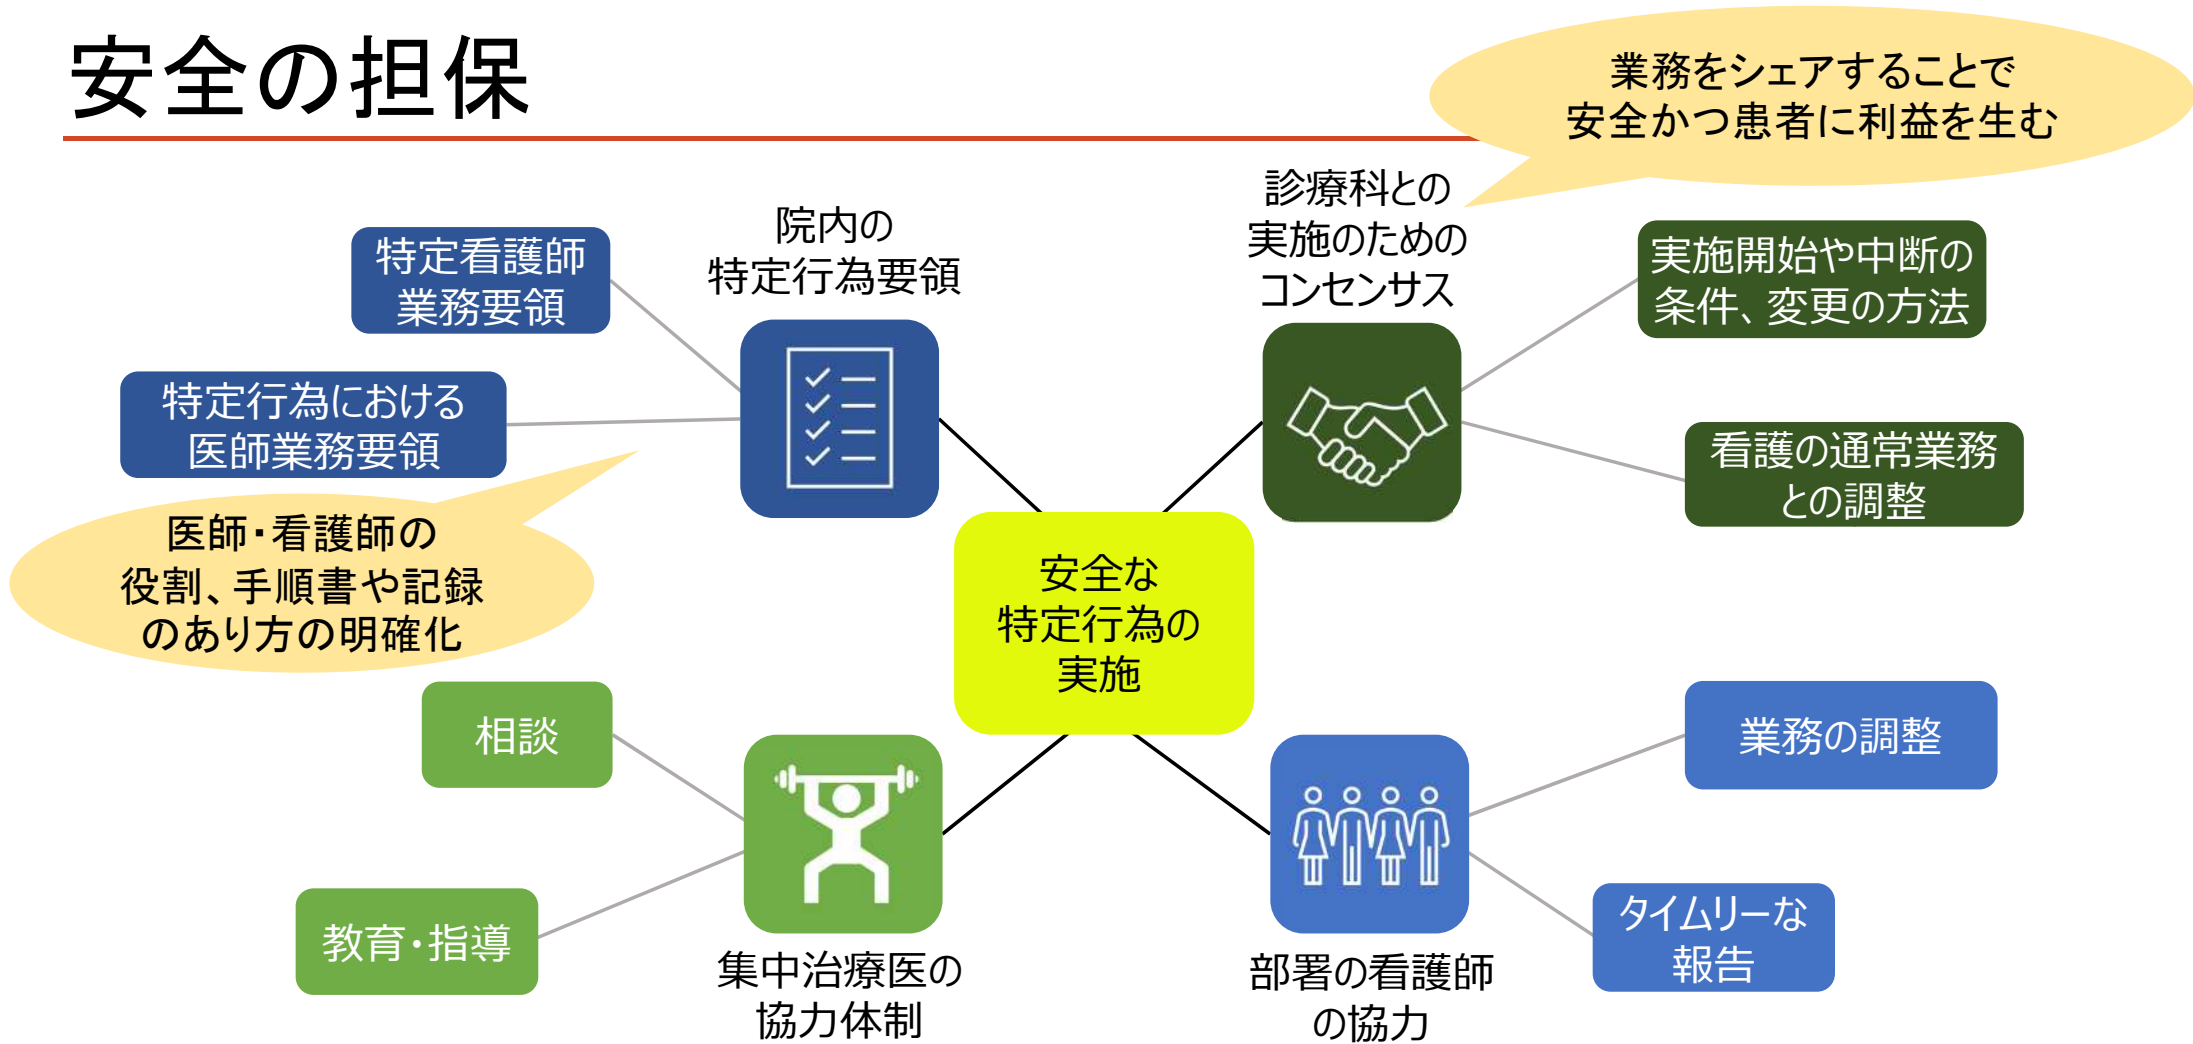 安全の担保
業務をシェアすることで
安全かつ患者に利益を生む
特定看護師
業務要領
院内の
特定行為要領
特定行為における
医師業務要領
医師・看護師の
役割、手順書や記録
のあり方の明確化
診療科との
実施のための
コンセンサス
実施開始や中断の
条件、変更の方法
看護の通常業務
との調整
安全な
特定行為の
実施
相談
教育・指導
集中治療医の
協力体制
業務の調整
タイムリーな
報告
部署の看護師
の協力